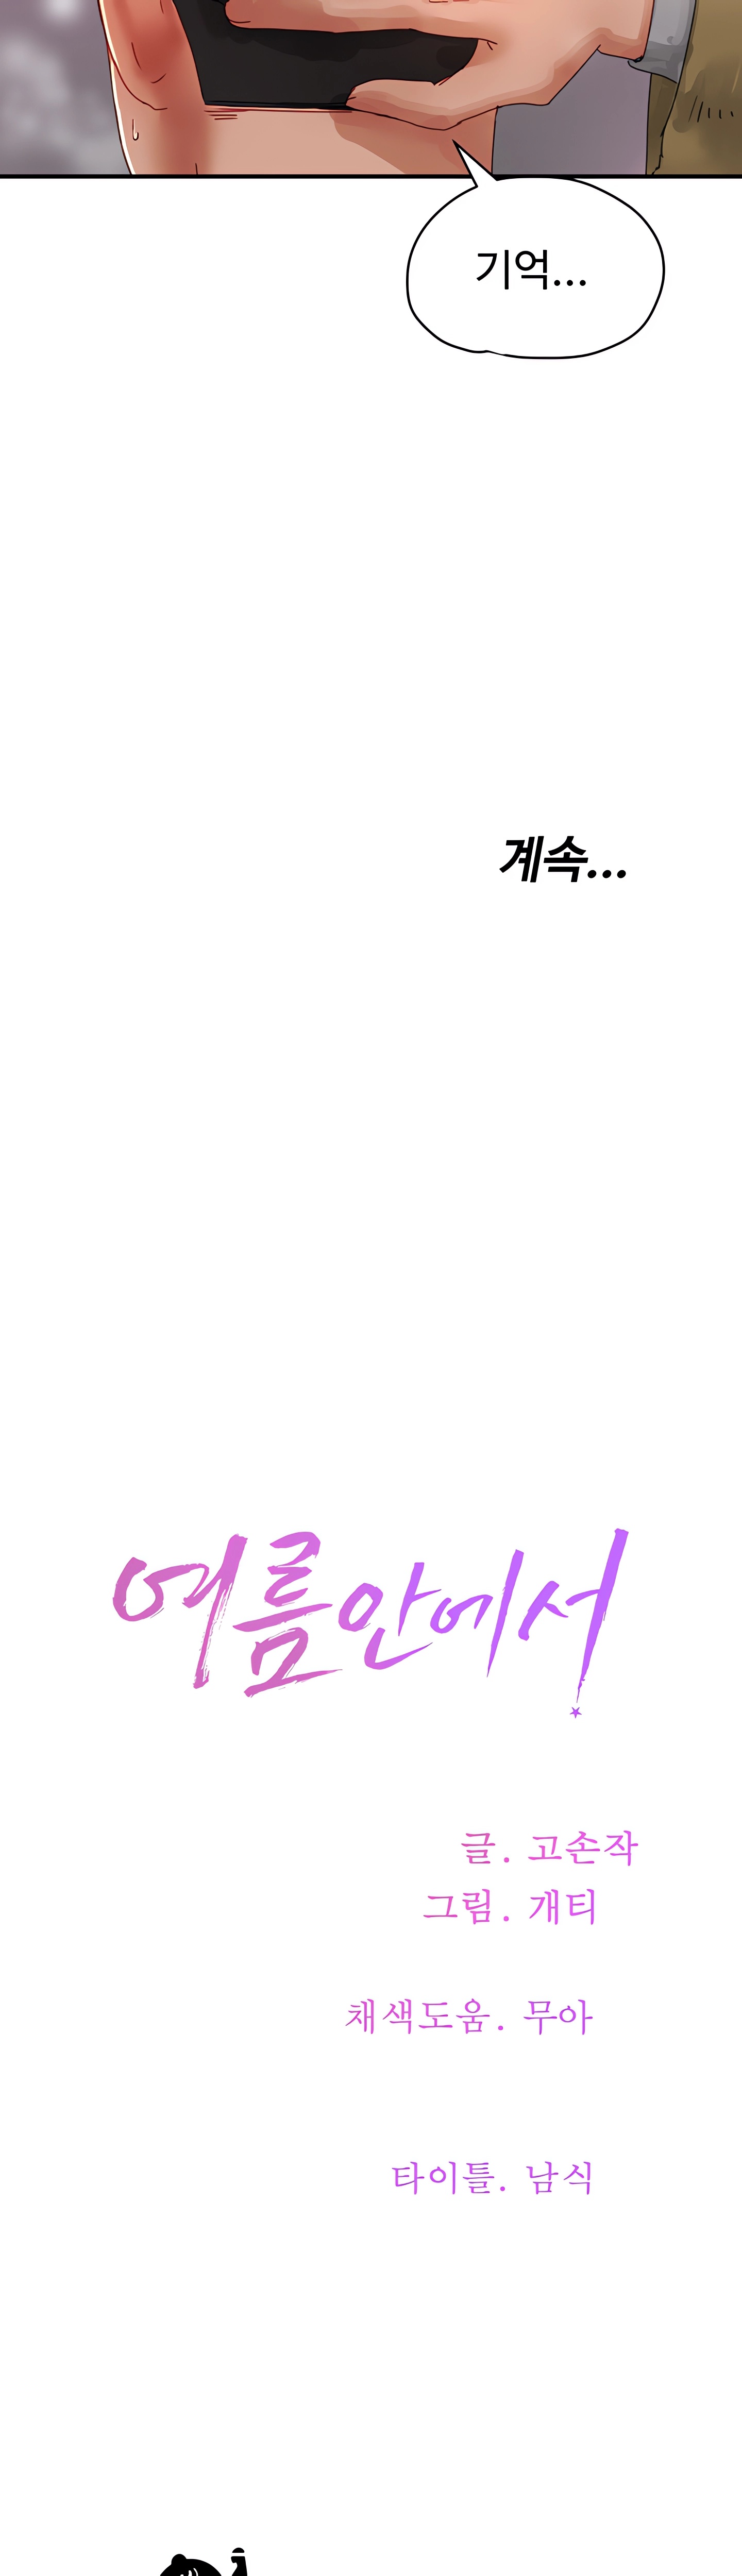 기억...
계속...
여름안에서
글. 고손작
그림. 개티
채색도움. 무아
타이틀. 남식